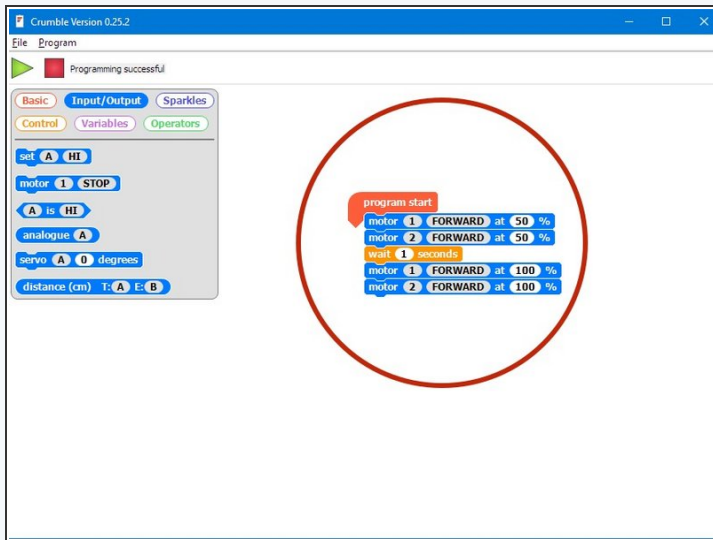 Crumble Version 0.25.2
File Program
Programming successful
Basic Input/Output Sparkles
Control Variables Operators
set A HI
motor 1 STOP
A is HI
analogue A
servo A 0 degrees
distance (cm) T: A E: B
program start
motor 1 FORWARD at 50 %
motor 2 FORWARD at 50 %
wait 1 seconds
motor 1 FORWARD at 100 %
motor 2 FORWARD at 100 %